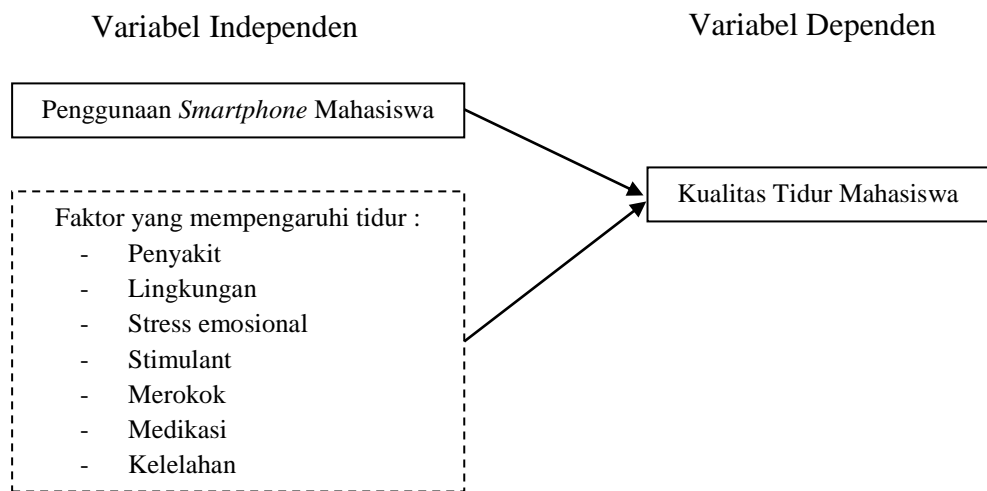 Variabel Independen
Variabel Dependen
Penggunaan Smartphone Mahasiswa
Kualitas Tidur Mahasiswa
Faktor yang mempengaruhi tidur :
- Penyakit
- Lingkungan
- Stress emosional
- Stimulant
- Merokok
- Medikasi
- Kelelahan